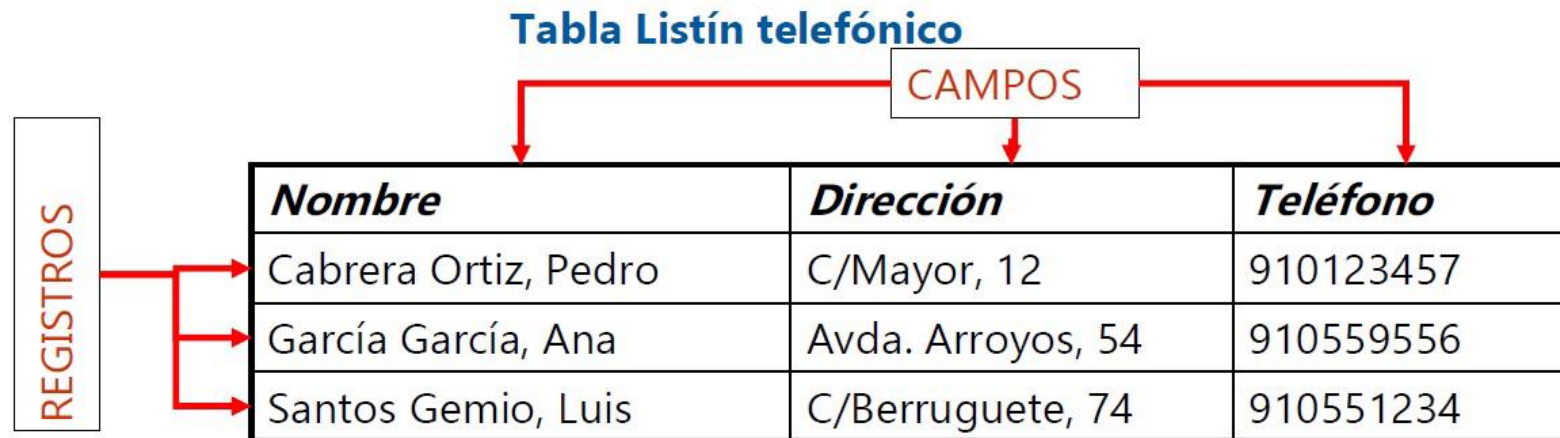 Tabla Listín telefónico
CAMPOS
REGISTROS
Nombre Dirección Teléfono
Cabrera Ortiz, Pedro C/Mayor, 12 910123457
García García, Ana Avda. Arroyos, 54 910559556
Santos Gemio, Luis C/Berruguete, 74 910551234